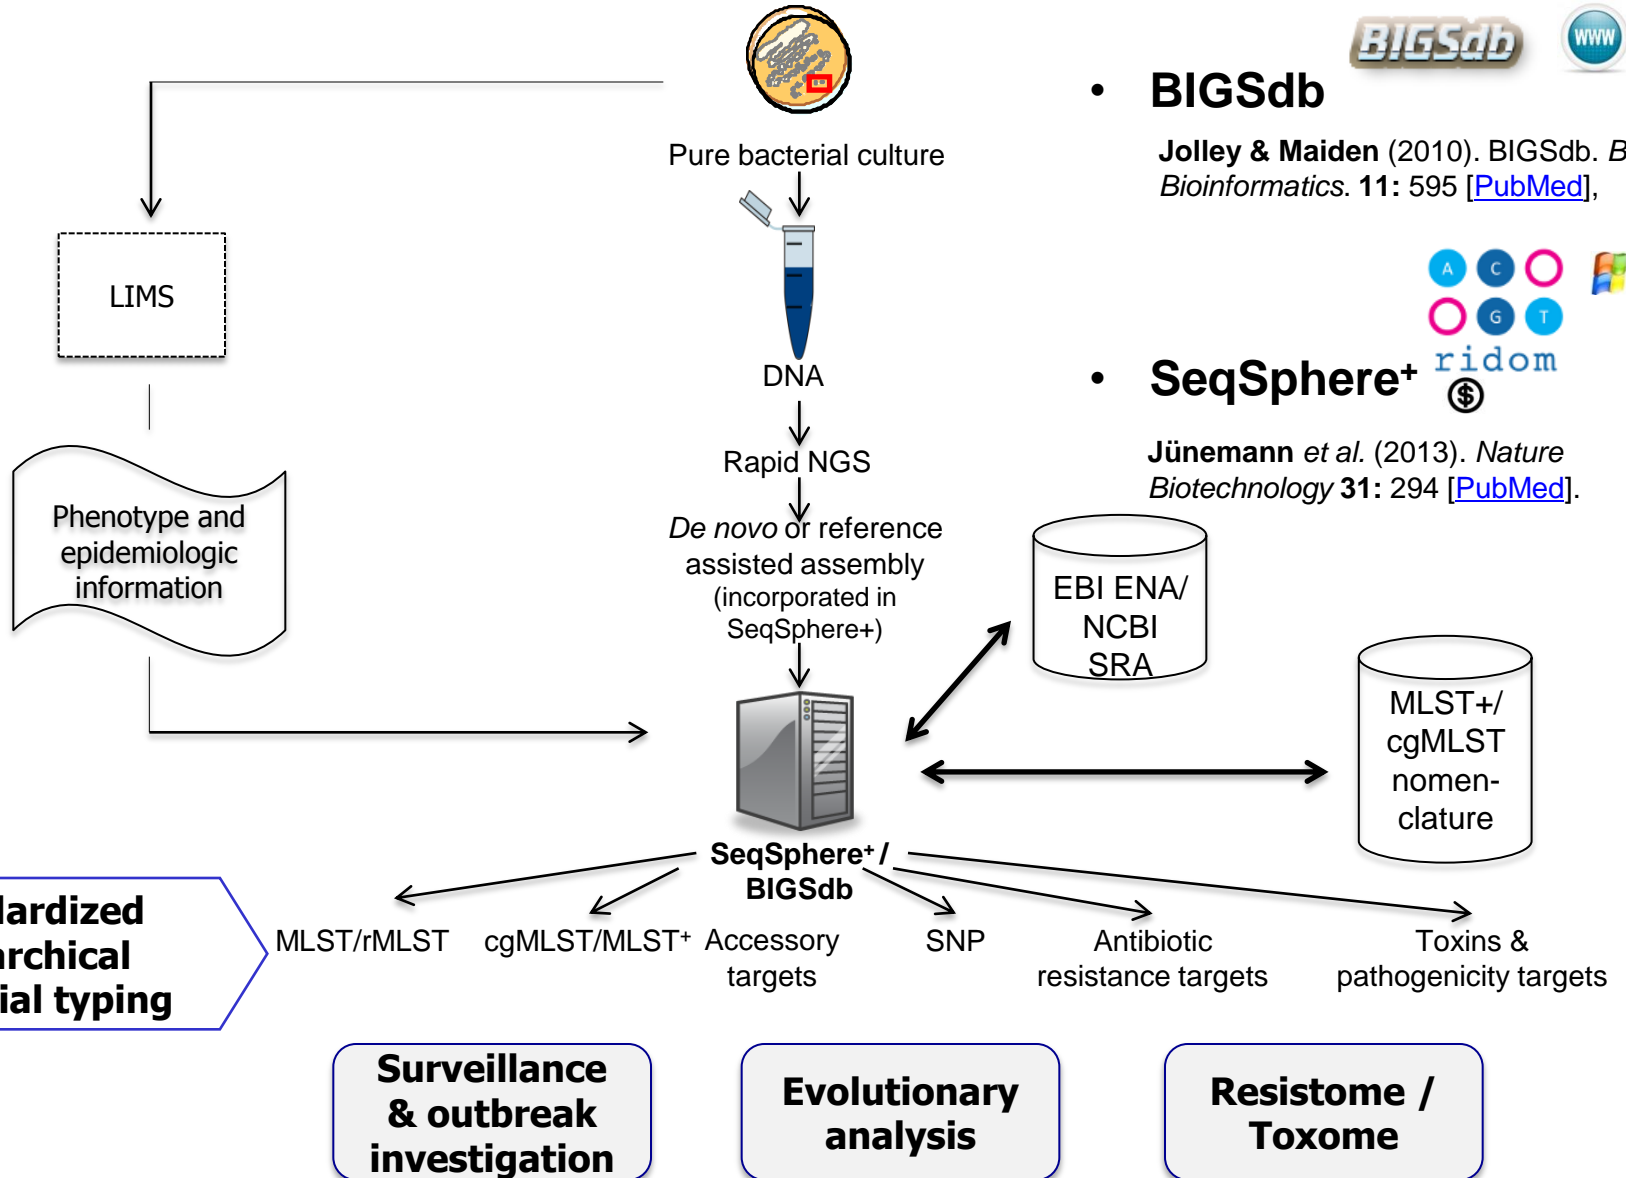 BIGSdb
WWW
• BIGSdb
Jolley & Maiden (2010). BIGSdb. B
Bioinformatics. 11: 595 [PubMed],
Pure bacterial culture
LIMS
A C
G T
ridom
• SeqSphere+
$
Jünemann et al. (2013). Nature
Biotechnology 31: 294 [PubMed].
DNA
Rapid NGS
De novo or reference
assisted assembly
(incorporated in
SeqSphere+)
Phenotype and
epidemiologic
information
EBI ENA/
NCBI
SRA
MLST+/
cgMLST
nomen-
clature
SeqSphere+ /
BIGSdb
lardized
archical
ial typing
MLST/rMLST
cgMLST/MLST+
Accessory
targets
SNP
Antibiotic
resistance targets
Toxins &
pathogenicity targets
Surveillance
& outbreak
investigation
Evolutionary
analysis
Resistome /
Toxome